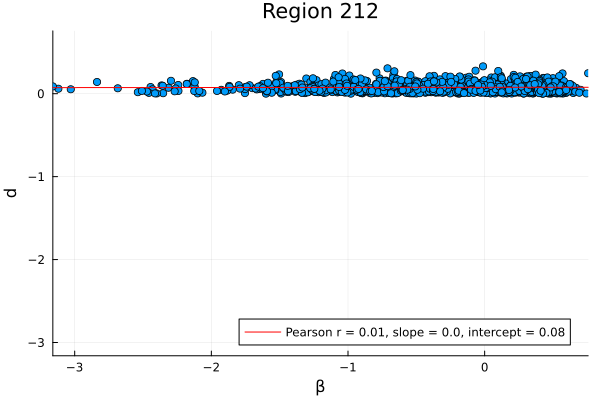 Region 212
d
0
−1
−2
−3
Pearson r = 0.01, slope = 0.0, intercept = 0.08
−3
−2
−1
0
β